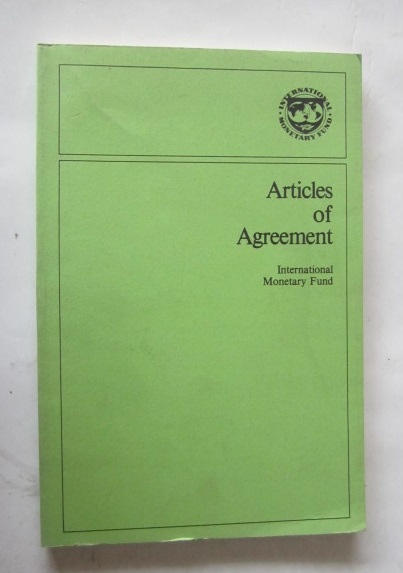 INTERNATIONAL
MONETARY FUND
Articles
of
Agreement
International
Monetary Fund